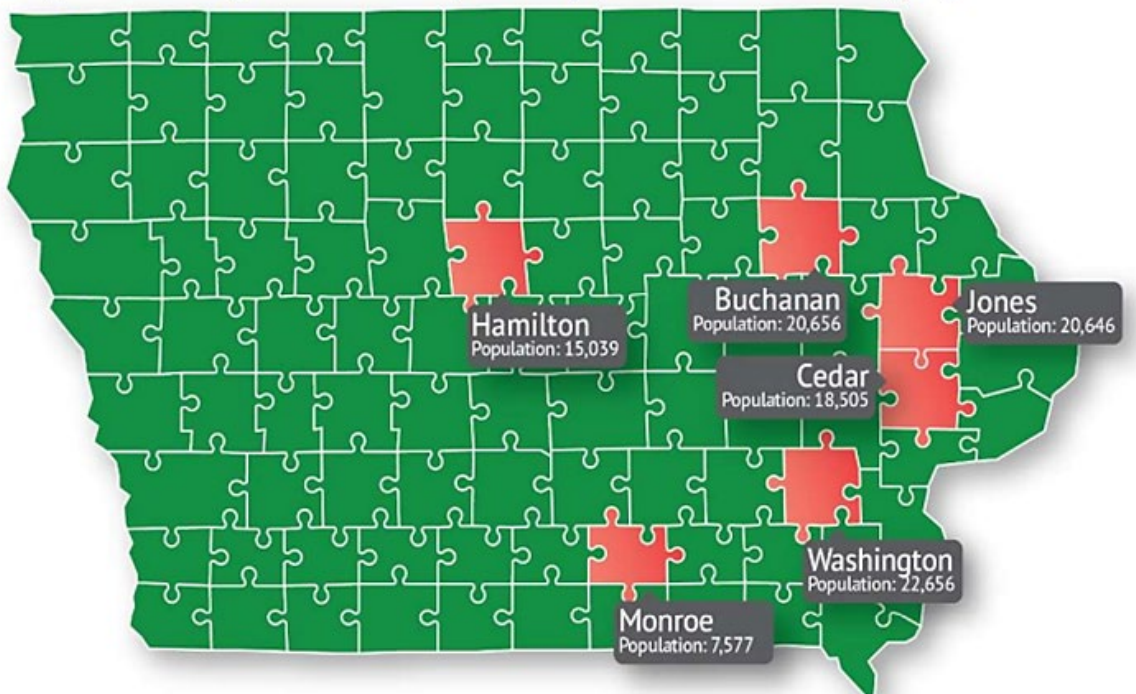 Buchanan
Population: 20,656
Jones
Population: 20,646
Hamilton
Population: 15,039
Cedar
Population: 18,505
Washington
Population: 22,656
Monroe
Population: 7,577